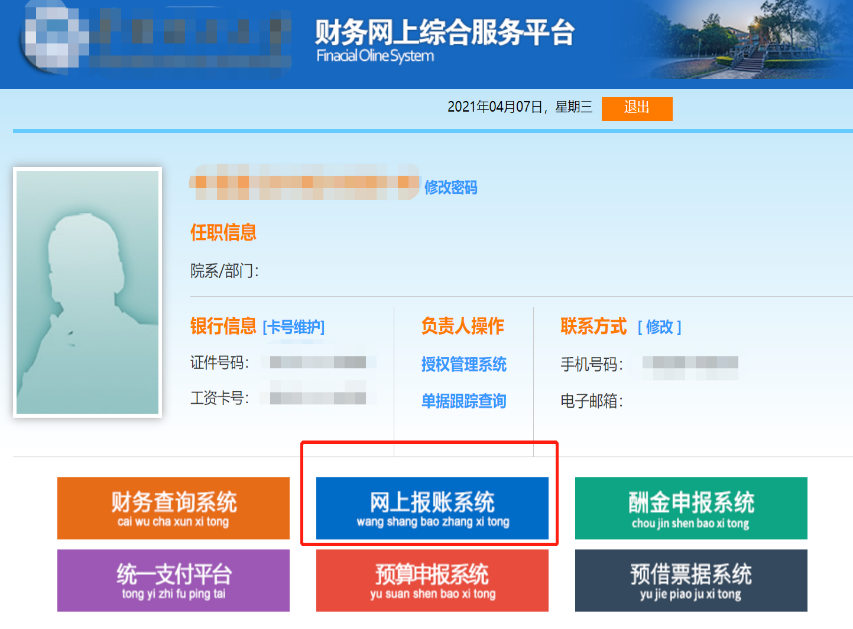 财务网上综合服务平台
Finacial Oline System
2021年04月07日，星期三 退出
修改密码
任职信息
院系/部门：
银行信息 [卡号维护] 负责人操作 联系方式 [ 修改 ]
证件号码： 授权管理系统 手机号码：
工资卡号： 单据跟踪查询 电子邮箱：
财务查询系统 网上报账系统 酬金申报系统
cai wu cha xun xi tong wang shang bao zhang xi tong chou jin shen bao xi tong
统一支付平台 预算申报系统 预借票据系统
tong yi zhi fu ping tai yu suan shen bao xi tong yu jie piao ju xi tong